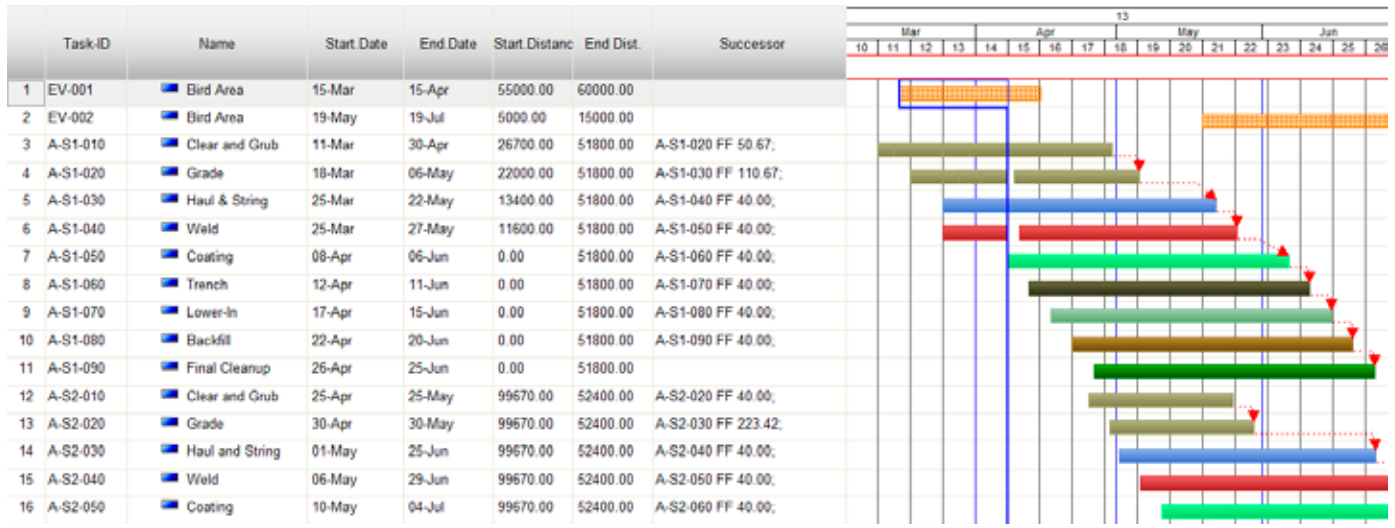 13
Mar Apr May Jun
Task-ID Name Start.Date End.Date Start.Distanc End Dist. Successor
10 11 12 13 14 15 16 17 18 19 20 21 22 23 24 25 26
1 EV-001 Bird Area 15-Mar 15-Apr 55000.00 60000.00
2 EV-002 Bird Area 19-May 19-Jul 5000.00 15000.00
3 A-S1-010 Clear and Grub 11-Mar 30-Apr 26700.00 51800.00 A-S1-020 FF 50.67;
4 A-S1-020 Grade 18-Mar 06-May 22000.00 51800.00 A-S1-030 FF 110.67;
5 A-S1-030 Haul & String 25-Mar 22-May 13400.00 51800.00 A-S1-040 FF 40.00;
6 A-S1-040 Weld 25-Mar 27-May 11600.00 51800.00 A-S1-050 FF 40.00;
7 A-S1-050 Coating 08-Apr 06-Jun 0.00 51800.00 A-S1-060 FF 40.00;
8 A-S1-060 Trench 12-Apr 11-Jun 0.00 51800.00 A-S1-070 FF 40.00;
9 A-S1-070 Lower-In 17-Apr 15-Jun 0.00 51800.00 A-S1-080 FF 40.00;
10 A-S1-080 Backfill 22-Apr 20-Jun 0.00 51800.00 A-S1-090 FF 40.00;
11 A-S1-090 Final Cleanup 26-Apr 25-Jun 0.00 51800.00
12 A-S2-010 Clear and Grub 25-Apr 25-May 99670.00 52400.00 A-S2-020 FF 40.00;
13 A-S2-020 Grade 30-Apr 30-May 99670.00 52400.00 A-S2-030 FF 223.42;
14 A-S2-030 Haul and String 01-May 25-Jun 99670.00 52400.00 A-S2-040 FF 40.00;
15 A-S2-040 Weld 06-May 29-Jun 99670.00 52400.00 A-S2-050 FF 40.00;
16 A-S2-050 Coating 10-May 04-Jul 99670.00 52400.00 A-S2-060 FF 40.00;